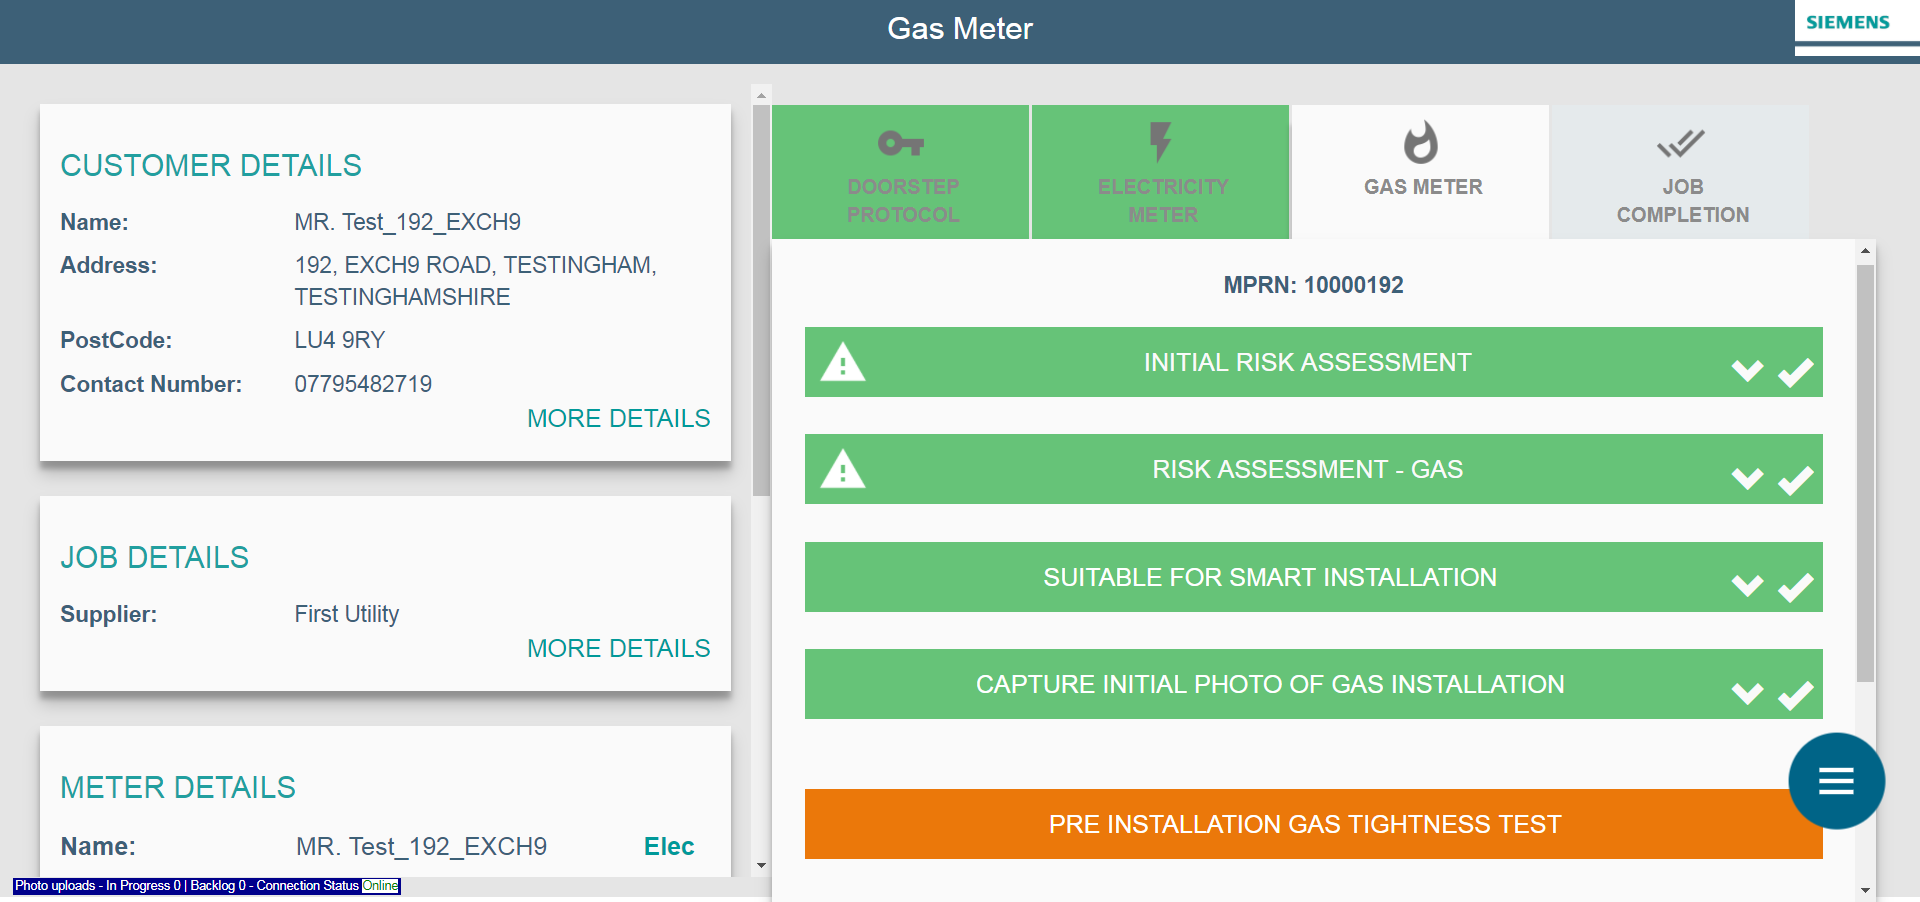 Gas Meter
SIEMENS
CUSTOMER DETAILS
Name: MR. Test_192_EXCH9
Address: 192, EXCH9 ROAD, TESTINGHAM,
TESTINGHAMSHIRE
PostCode: LU4 9RY
Contact Number: 07795482719
MORE DETAILS
JOB DETAILS
Supplier: First Utility
MORE DETAILS
METER DETAILS
Name: MR. Test_192_EXCH9 Elec
Photo uploads - In Progress 0 | Backlog 0 - Connection Status Online
DOORSTEP
PROTOCOL
ELECTRICITY
METER
GAS METER
JOB
COMPLETION
MPRN: 10000192
INITIAL RISK ASSESSMENT
RISK ASSESSMENT - GAS
SUITABLE FOR SMART INSTALLATION
CAPTURE INITIAL PHOTO OF GAS INSTALLATION
PRE INSTALLATION GAS TIGHTNESS TEST